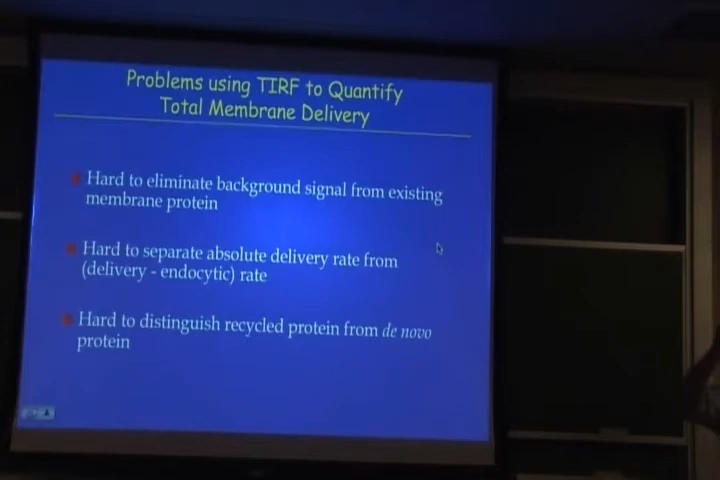 Problems using TIRF to Quantify
Total Membrane Delivery
Hard to eliminate background signal from existing
membrane protein
Hard to separate absolute delivery rate from
(delivery - endocytic) rate
Hard to distinguish recycled protein from de novo
protein